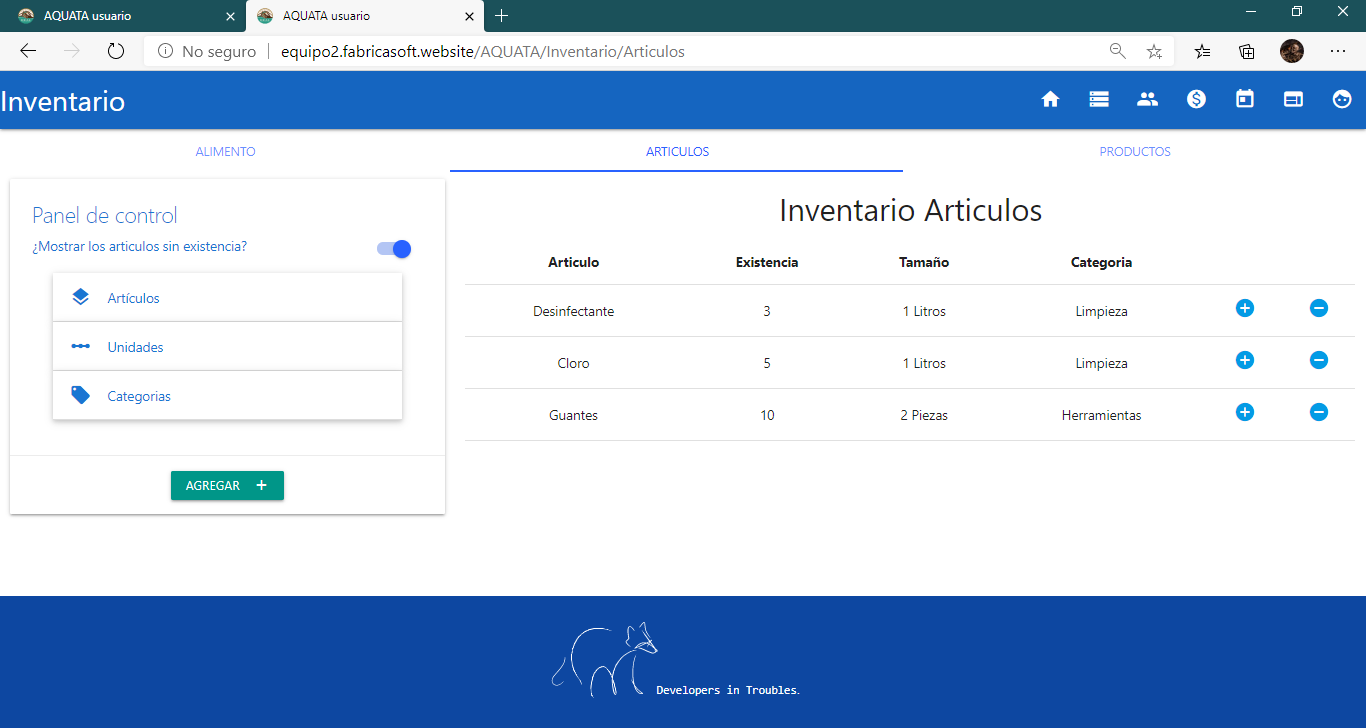 AQUATA usuario
AQUATA usuario
No seguro
equipo2.fabricasoft.website/AQUATA/Inventario/Articulos
Inventario
ALIMENTO
ARTICULOS
PRODUCTOS
Panel de control
¿Mostrar los articulos sin existencia?
Artículos
Unidades
Categorias
AGREGAR +
Inventario Articulos
Articulo Existencia Tamaño Categoria
Desinfectante 3 1 Litros Limpieza
Cloro 5 1 Litros Limpieza
Guantes 10 2 Piezas Herramientas
Developers in Troubles.